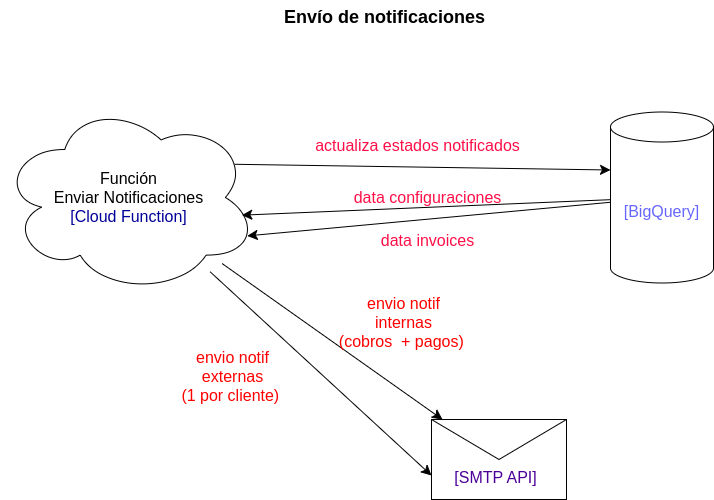 Envío de notificaciones
actualiza estados notificados
Función
Enviar Notificaciones
[Cloud Function]
data configuraciones
[BigQuery]
data invoices
envio notif
internas
(cobros  + pagos)
envio notif
externas
(1 por cliente)
[SMTP API]